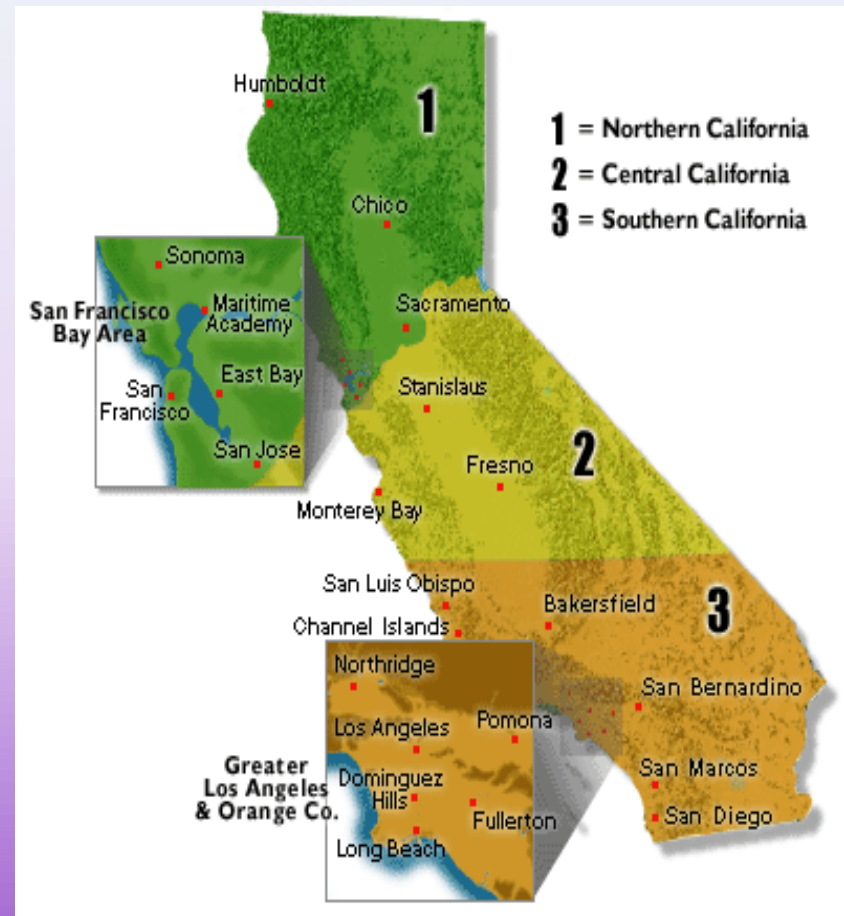 Humboldt
1
1 = Northern California
2 = Central California
3 = Southern California
Chico
Sonoma
San Francisco
Bay Area
Maritime
Academy
Sacramento
East Bay
San
Francisco
Stanislaus
San Jose
Fresno
2
Monterey Bay
San Luis Obispo
Bakersfield
3
Channel Islands
Northridge
San Bernardino
Los Angeles
Pomona
Greater
Los Angeles
& Orange Co.
Dominguez
Hills
San Marcos
Fullerton
San Diego
Long Beach